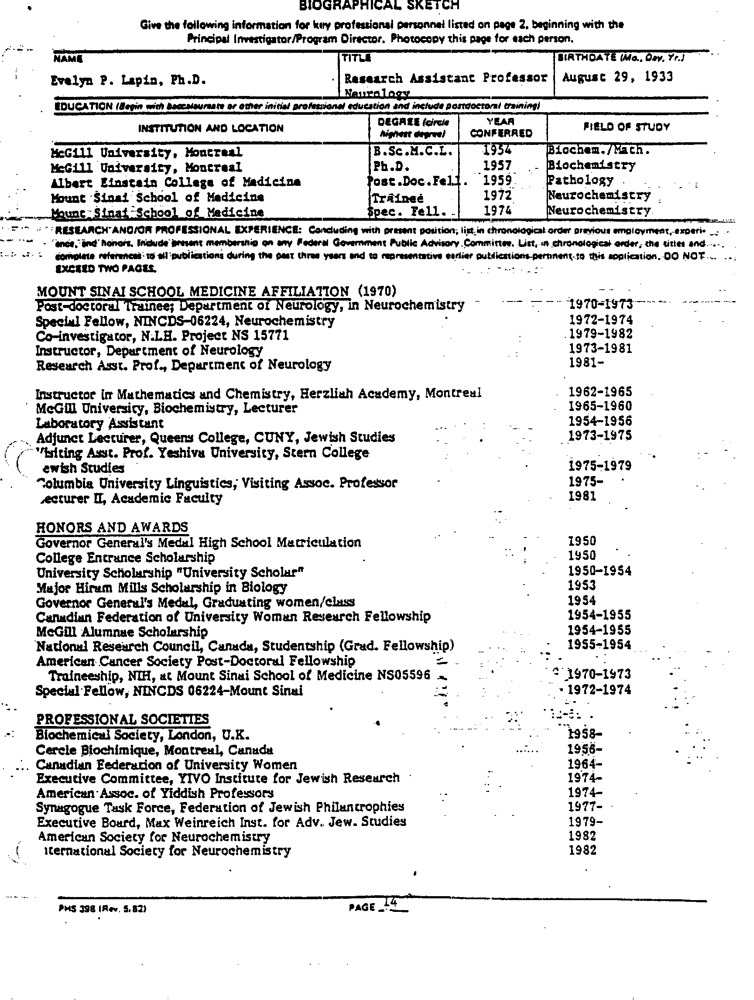 BIOGRAPHICAL SKETCH
Give the following information for key professional personnel listed on page 2, beginning with the
Principal Investigator/Program Director. Photocopy this page for each person.
NAME TITLE BIRTHDATE (Mo., Day, Yr.)
Evelyn P. Lapin, Ph.D. Research Assistant Professor August 29, 1933
Neurology
EDUCATION (Begin with baccalaureate or other initial professional education and include postdoctoral training)
INSTITUTION AND LOCATION DEGREE (circle highest degree) YEAR CONFERRED FIELD OF STUDY
McGill University, Montreal B.Sc.M.C.L. 1954 Biochem./Math.
McGill University, Montreal Ph.D. 1957 Biochemistry
Albert Einstein College of Medicine Post.Doc.Fell. 1959 Pathology
Mount Sinai School of Medicine Trainee 1972 Neurochemistry
Mount Sinai School of Medicine Spec. Fell. 1974 Neurochemistry
RESEARCH AND/OR PROFESSIONAL EXPERIENCE: Concluding with present position, list in chronological order previous employment, experi-
ence, and honors. Include present membership on any Federal Government Public Advisory Committee. List, in chronological order, the titles and
complete references to all publications during the past three years and to representative earlier publications pertinent to this application. DO NOT
EXCEED TWO PAGES.
MOUNT SINAI SCHOOL MEDICINE AFFILIATION (1970)
Post-doctoral Trainee; Department of Neurology, in Neurochemistry 1970-1973
Special Fellow, NINCDS-06224, Neurochemistry 1972-1974
Co-investigator, N.I.H. Project NS 15771 1979-1982
Instructor, Department of Neurology 1973-1981
Research Asst. Prof., Department of Neurology 1981-
Instructor in Mathematics and Chemistry, Herzliah Academy, Montreal 1962-1965
McGill University, Biochemistry, Lecturer 1965-1960
Laboratory Assistant 1954-1956
Adjunct Lecturer, Queens College, CUNY, Jewish Studies 1973-1975
Visiting Asst. Prof. Yeshiva University, Stern College
ewish Studies 1975-1979
Columbia University Linguistics, Visiting Assoc. Professor 1975-
ecturer II, Academic Faculty 1981
HONORS AND AWARDS
Governor General's Medal High School Matriculation 1950
College Entrance Scholarship 1950
University Scholarship "University Scholar" 1950-1954
Major Hiram Mills Scholarship in Biology 1953
Governor General's Medal, Graduating women/class 1954
Canadian Federation of University Woman Research Fellowship 1954-1955
McGill Alumnae Scholarship 1954-1955
National Research Council, Canada, Studentship (Grad. Fellowship) 1955-1954
American Cancer Society Post-Doctoral Fellowship
Traineeship, NIH, at Mount Sinai School of Medicine NS05596 1970-1973
Special Fellow, NINCDS 06224-Mount Sinai 1972-1974
PROFESSIONAL SOCIETIES
Biochemical Society, London, U.K. 1958-
Cercle Biochimique, Montreal, Canada 1956-
Canadian Federation of University Women 1964-
Executive Committee, YIVO Institute for Jewish Research 1974-
American Assoc. of Yiddish Professors 1974-
Synagogue Task Force, Federation of Jewish Philantrophies 1977-
Executive Board, Max Weinreich Inst. for Adv. Jew. Studies 1979-
American Society for Neurochemistry 1982
ternational Society for Neurochemistry 1982
PHS 398 (Rev. 5/82) PAGE 14